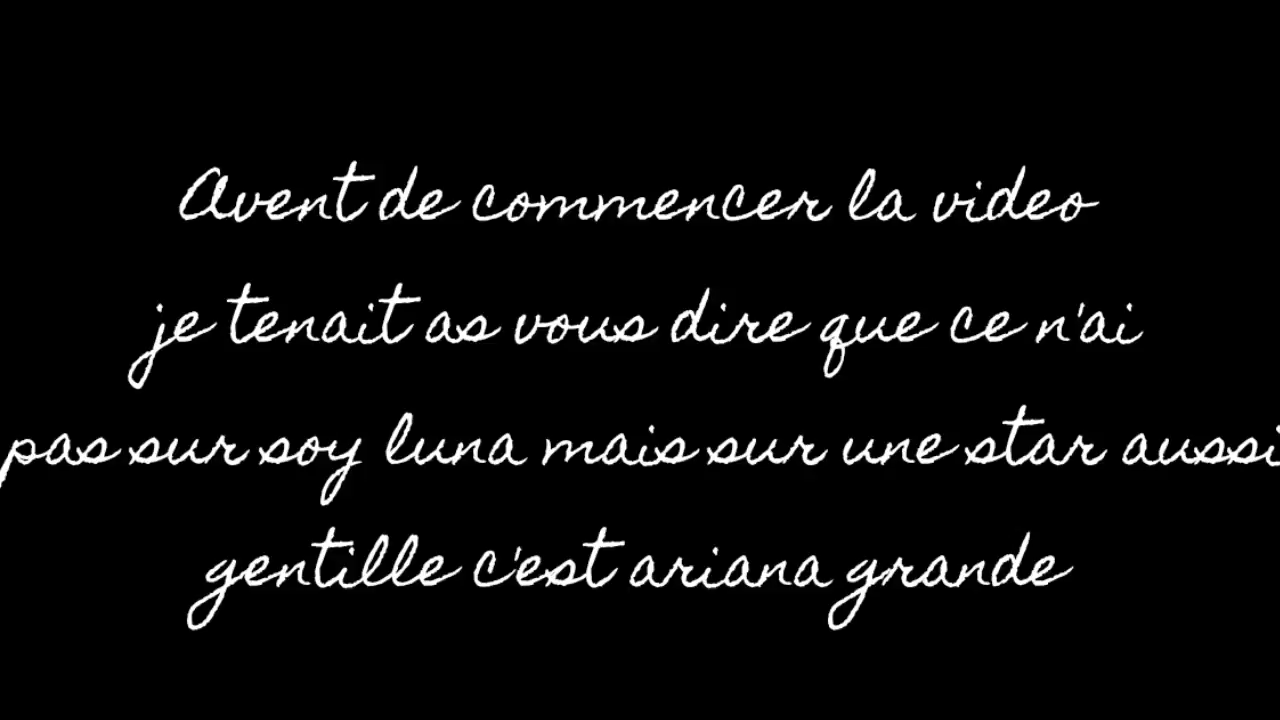 Avent de commencer la video
je tenait as vous dire que ce n'ai
pas sur soy luna mais sur une star aussi
gentille c'est ariana grande